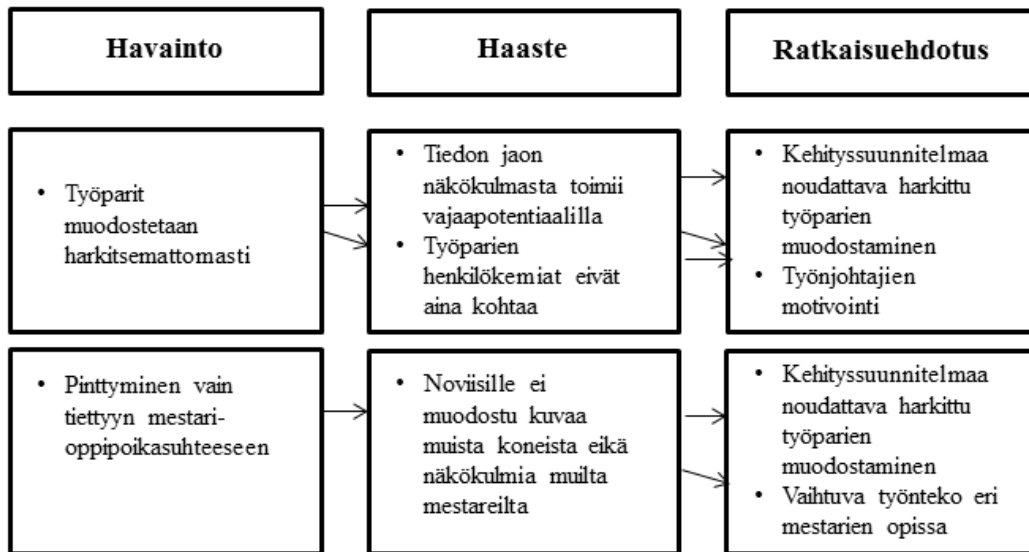 Havainto
Haaste
Ratkaisuehdotus
• Työparit
muodostetaan
harkitsemattomasti
• Tiedon jaon
näkökulmasta toimii
vajaapotentiaalilla
• Työparien
henkilökemiat eivät
aina kohtaa
• Kehityssuunnitelmaa
noudattava harkittu
työparien
muodostaminen
• Työnjohtajien
motivointi
• Pinttyminen vain
tiettyyn mestari-
oppipoikasuhteeseen
• Noviisille ei
muodostu kuvaa
muista koneista eikä
näkökulmia muilta
mestareilta
• Kehityssuunnitelmaa
noudattava harkittu
työparien
muodostaminen
• Vaihtuva työnteko eri
mestarien opissa